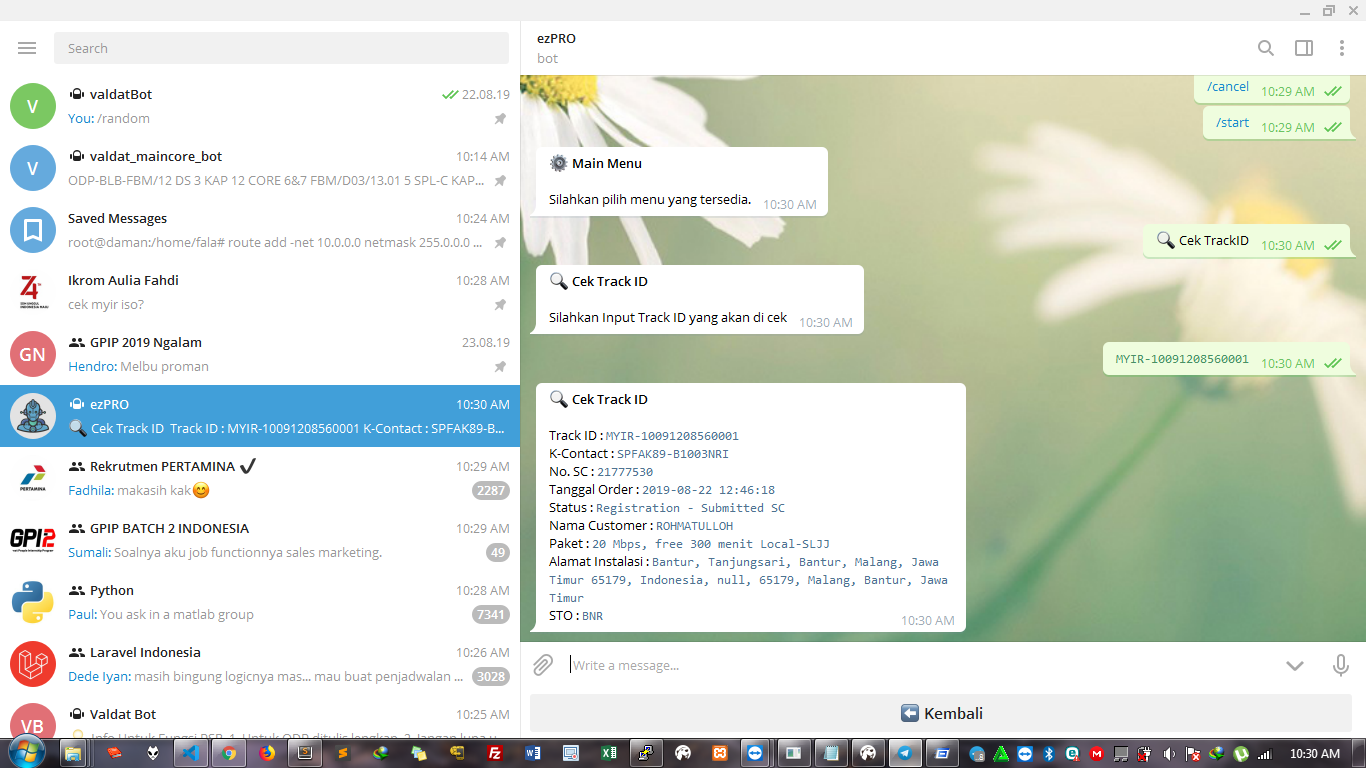 Search
V
valdatBot
22.08.19
You: /random
V
valdat_maincore_bot
10:14 AM
ODP-BLB-FBM/12 DS 3 KAP 12 CORE 6&7 FBM/D03/13.01 5 SPL-C KAP...
Saved Messages
10:24 AM
root@daman:/home/fala# route add -net 10.0.0.0 netmask 255.0.0.0 ...
Ikrom Aulia Fahdi
10:28 AM
cek myir iso?
GN
GPIP 2019 Ngalam
23.08.19
Hendro: Melbu proman
ezPRO
10:30 AM
🔍 Cek Track ID Track ID : MYIR-10091208560001 K-Contact : SPFAK89-B...
PERTAMINA
Rekrutmen PERTAMINA ✔
10:29 AM
Fadhila: makasih kak😊
2287
GPI2
GPIP BATCH 2 INDONESIA
10:29 AM
Sumali: Soalnya aku job functionnya sales marketing.
49
Python
10:28 AM
Paul: You ask in a matlab group
7341
Laravel Indonesia
10:26 AM
Dede Iyan: masih bingung logicnya mas... mau buat penjadwalan ...
3028
VB
Valdat Bot
10:25 AM
ezPRO
bot
/cancel 10:29 AM
/start 10:29 AM
⚙ Main Menu
Silahkan pilih menu yang tersedia. 10:30 AM
🔍 Cek TrackID 10:30 AM
🔍 Cek Track ID
Silahkan Input Track ID yang akan di cek 10:30 AM
MYIR-10091208560001 10:30 AM
🔍 Cek Track ID
Track ID : MYIR-10091208560001
K-Contact : SPFAK89-B1003NRI
No. SC : 21777530
Tanggal Order : 2019-08-22 12:46:18
Status : Registration - Submitted SC
Nama Customer : ROHMATULLOH
Paket : 20 Mbps, free 300 menit Local-SLJJ
Alamat Instalasi : Bantur, Tanjungsari, Bantur, Malang, Jawa
Timur 65179, Indonesia, null, 65179, Malang, Bantur, Jawa
Timur
STO : BNR
10:30 AM
Write a message...
⬅ Kembali
10:30 AM